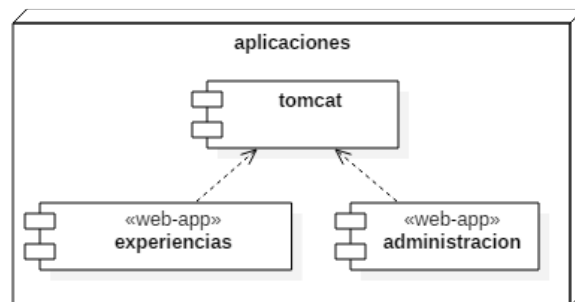 aplicaciones
tomcat
«web-app»
experiencias
«web-app»
administracion